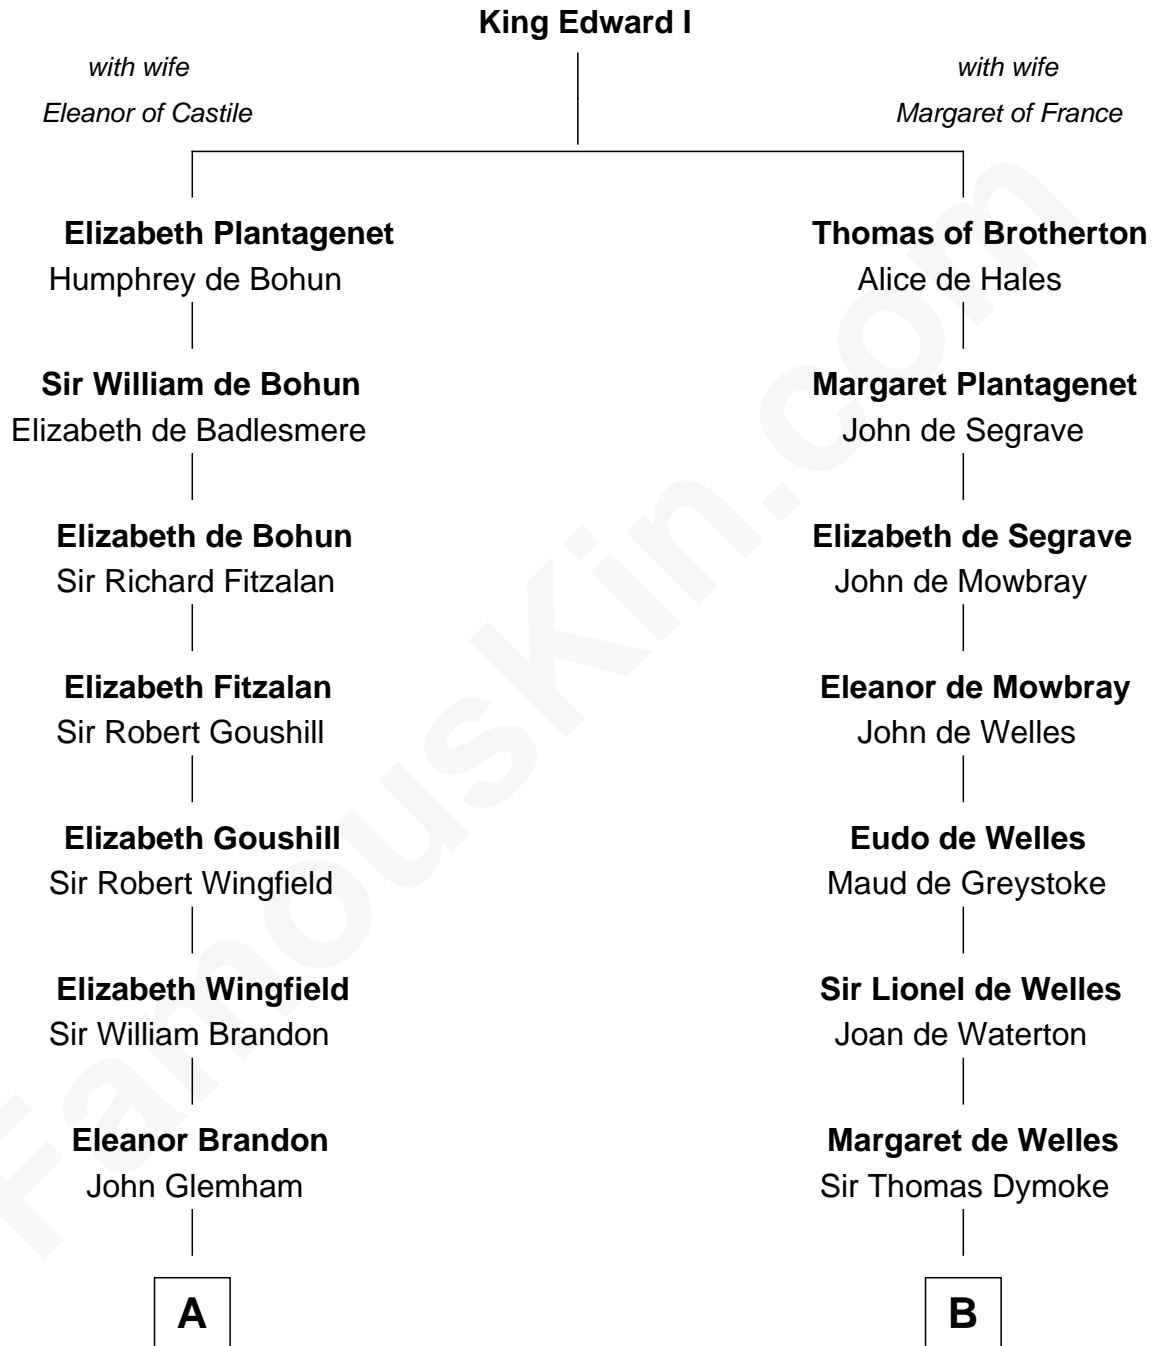 King Edward I
with wife
Eleanor of Castile
with wife
Margaret of France
Elizabeth Plantagenet
Humphrey de Bohun
Thomas of Brotherton
Alice de Hales
Sir William de Bohun
Elizabeth de Badlesmere
Margaret Plantagenet
John de Segrave
Elizabeth de Bohun
Sir Richard Fitzalan
Elizabeth de Segrave
John de Mowbray
Elizabeth Fitzalan
Sir Robert Goushill
Eleanor de Mowbray
John de Welles
Elizabeth Goushill
Sir Robert Wingfield
Eudo de Welles
Maud de Greystoke
Elizabeth Wingfield
Sir William Brandon
Sir Lionel de Welles
Joan de Waterton
Eleanor Brandon
John Glemham
Margaret de Welles
Sir Thomas Dymoke
A
B
FamousKin.com